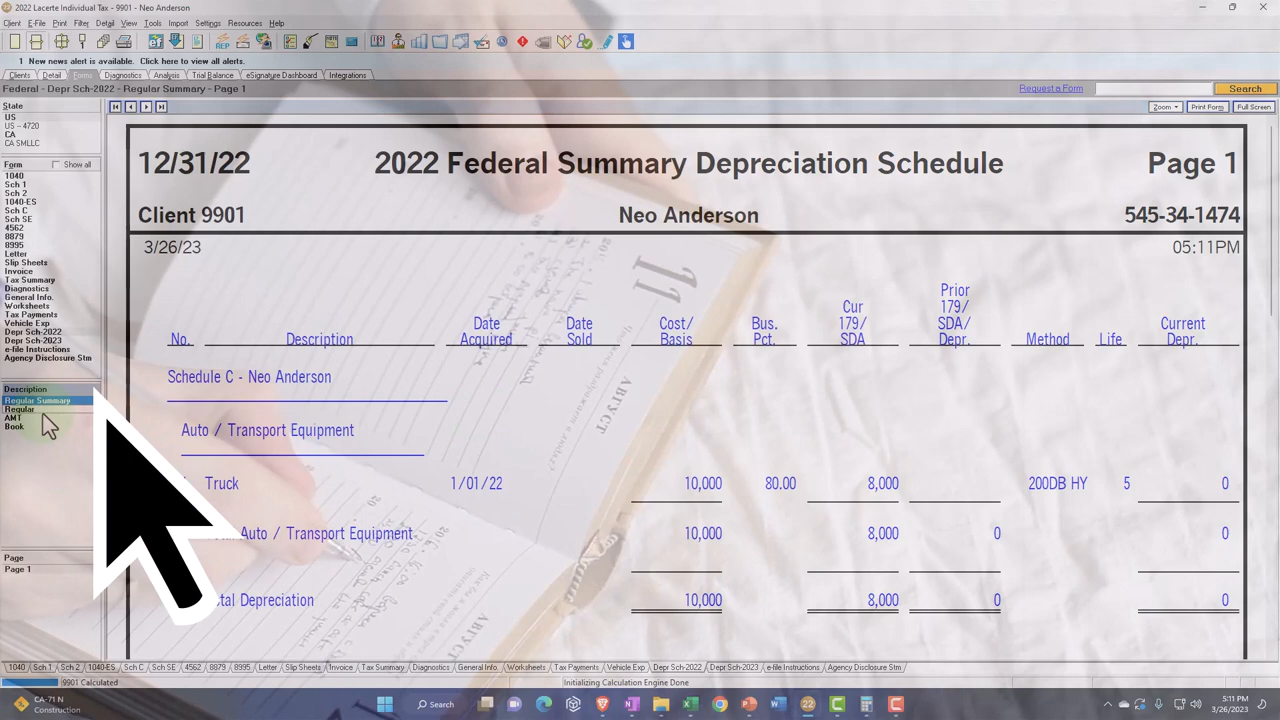 2022 Lacerte Individual Tax - 9901 - Neo Anderson
Client E-File Print Filter Detail View Tools Import Settings Resources Help
1 New news alert is available. Click here to view all alerts.
Clients Detail Forms Diagnostics Analysis Trial Balance eSignature Dashboard Integrations
Federal - Depr Sch-2022 - Regular Summary - Page 1 Request a Form Search
State
US
US - 4720
CA
CA SMLLC
Form Show all
1040
Sch 1
Sch 2
1040-ES
Sch C
Sch SE
4562
8879
8995
Letter
Slip Sheets
Invoice
Tax Summary
Diagnostics
General Info.
Worksheets
Tax Payments
Vehicle Exp
Depr Sch-2022
Depr Sch-2023
e-file Instructions
Agency Disclosure Stm
Description
Regular Summary
Regular
AMT
Book
Page
Page 1
Zoom Print Form Full Screen
12/31/22 2022 Federal Summary Depreciation Schedule Page 1
Client 9901 Neo Anderson 545-34-1474
3/26/23 05:11PM
No. Description Date Acquired Date Sold Cost/ Basis Bus. Pct. Cur 179/ SDA Prior 179/ SDA/ Depr. Method Life Current Depr.
Schedule C - Neo Anderson
Auto / Transport Equipment
Truck 1/01/22 10,000 80.00 8,000 200DB HY 5 0
Auto / Transport Equipment 10,000 8,000 0 0
Depreciation 10,000 8,000 0 0
11
АВГУСТ
1040 Sch 1 Sch 2 1040-ES Sch C Sch SE 4562 8879 8995 Letter Slip Sheets Invoice Tax Summary Diagnostics General Info. Worksheets Tax Payments Vehicle Exp Depr Sch-2022 Depr Sch-2023 e-file Instructions Agency Disclosure Stm
9901 Calculated Initializing Calculation Engine Done
CA-71 N
Construction
Search
22
5:11 PM
3/26/2023